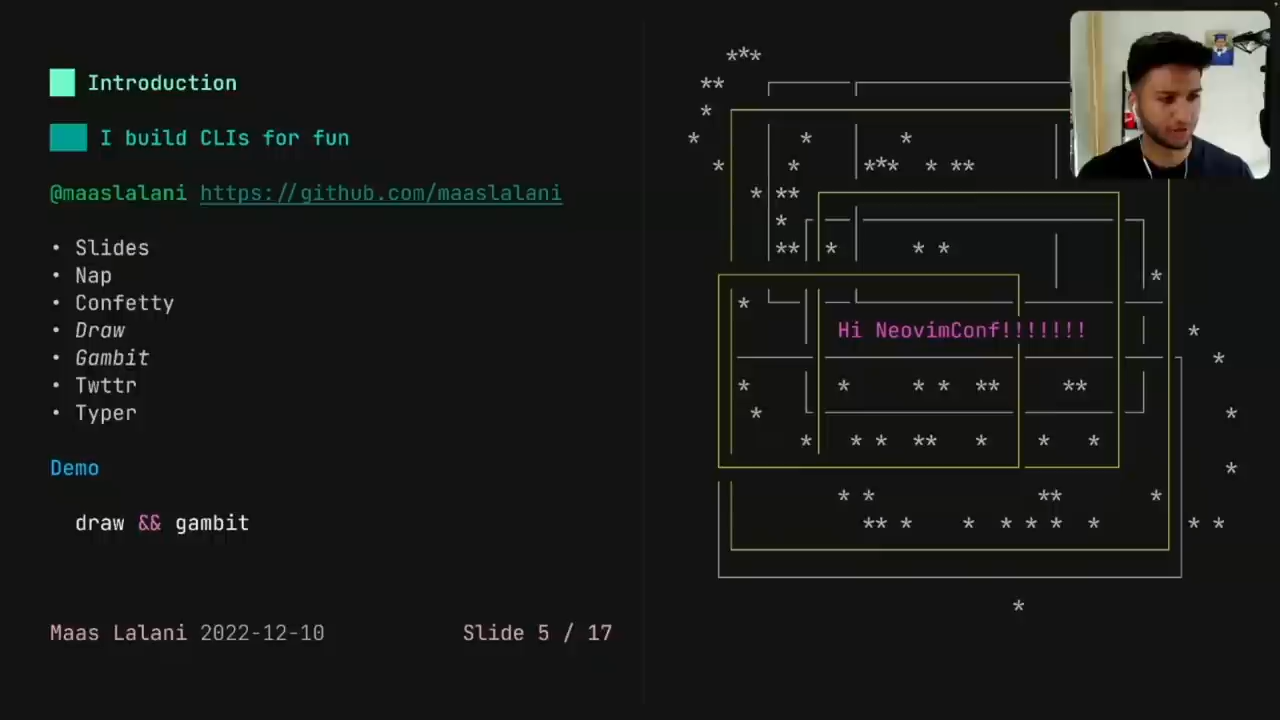 Introduction
I build CLIs for fun
@maaslalani https://github.com/maaslalani
• Slides
• Nap
• Confetty
• Draw
• Gambit
• Twttr
• Typer
Demo
draw && gambit
Maas Lalani 2022-12-10
Slide 5 / 17
Hi NeovimConf!!!!!!!